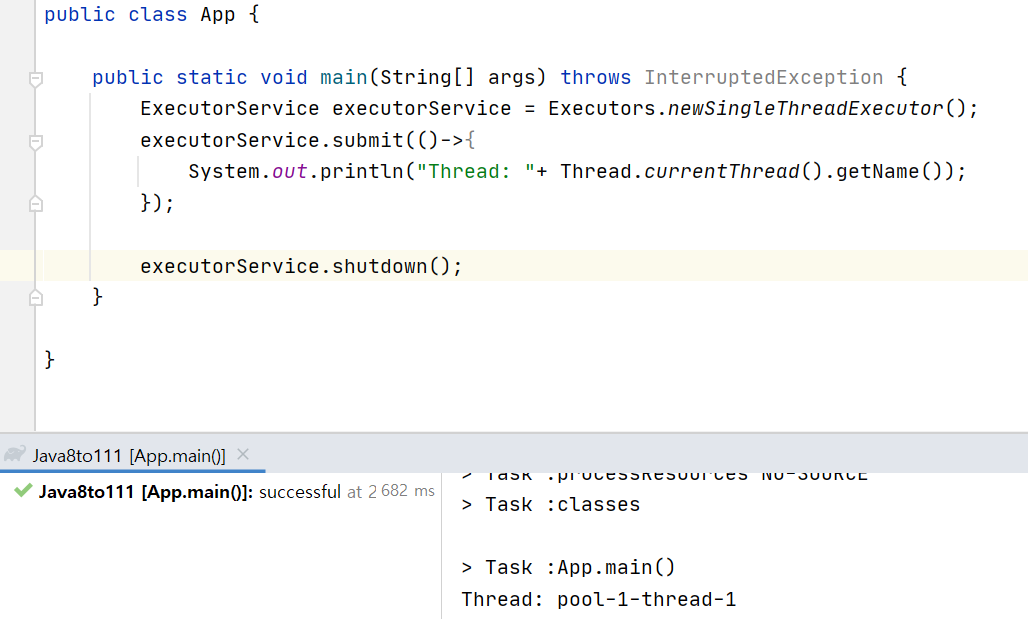 public class App {
public static void main(String[] args) throws InterruptedException {
ExecutorService executorService = Executors.newSingleThreadExecutor();
executorService.submit(()->{
System.out.println("Thread: "+ Thread.currentThread().getName());
});
executorService.shutdown();
}
}
Java8to111 [App.main()]
Java8to111 [App.main()]: successful at 2 682 ms
> Task :processResources NO-SOURCE
> Task :classes
> Task :App.main()
Thread: pool-1-thread-1